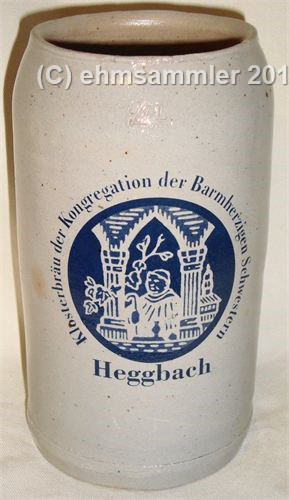 (C) ehmsammler 201
Klosterbräu der Kongregation der Barmherzigen Schwestern
Heggbach